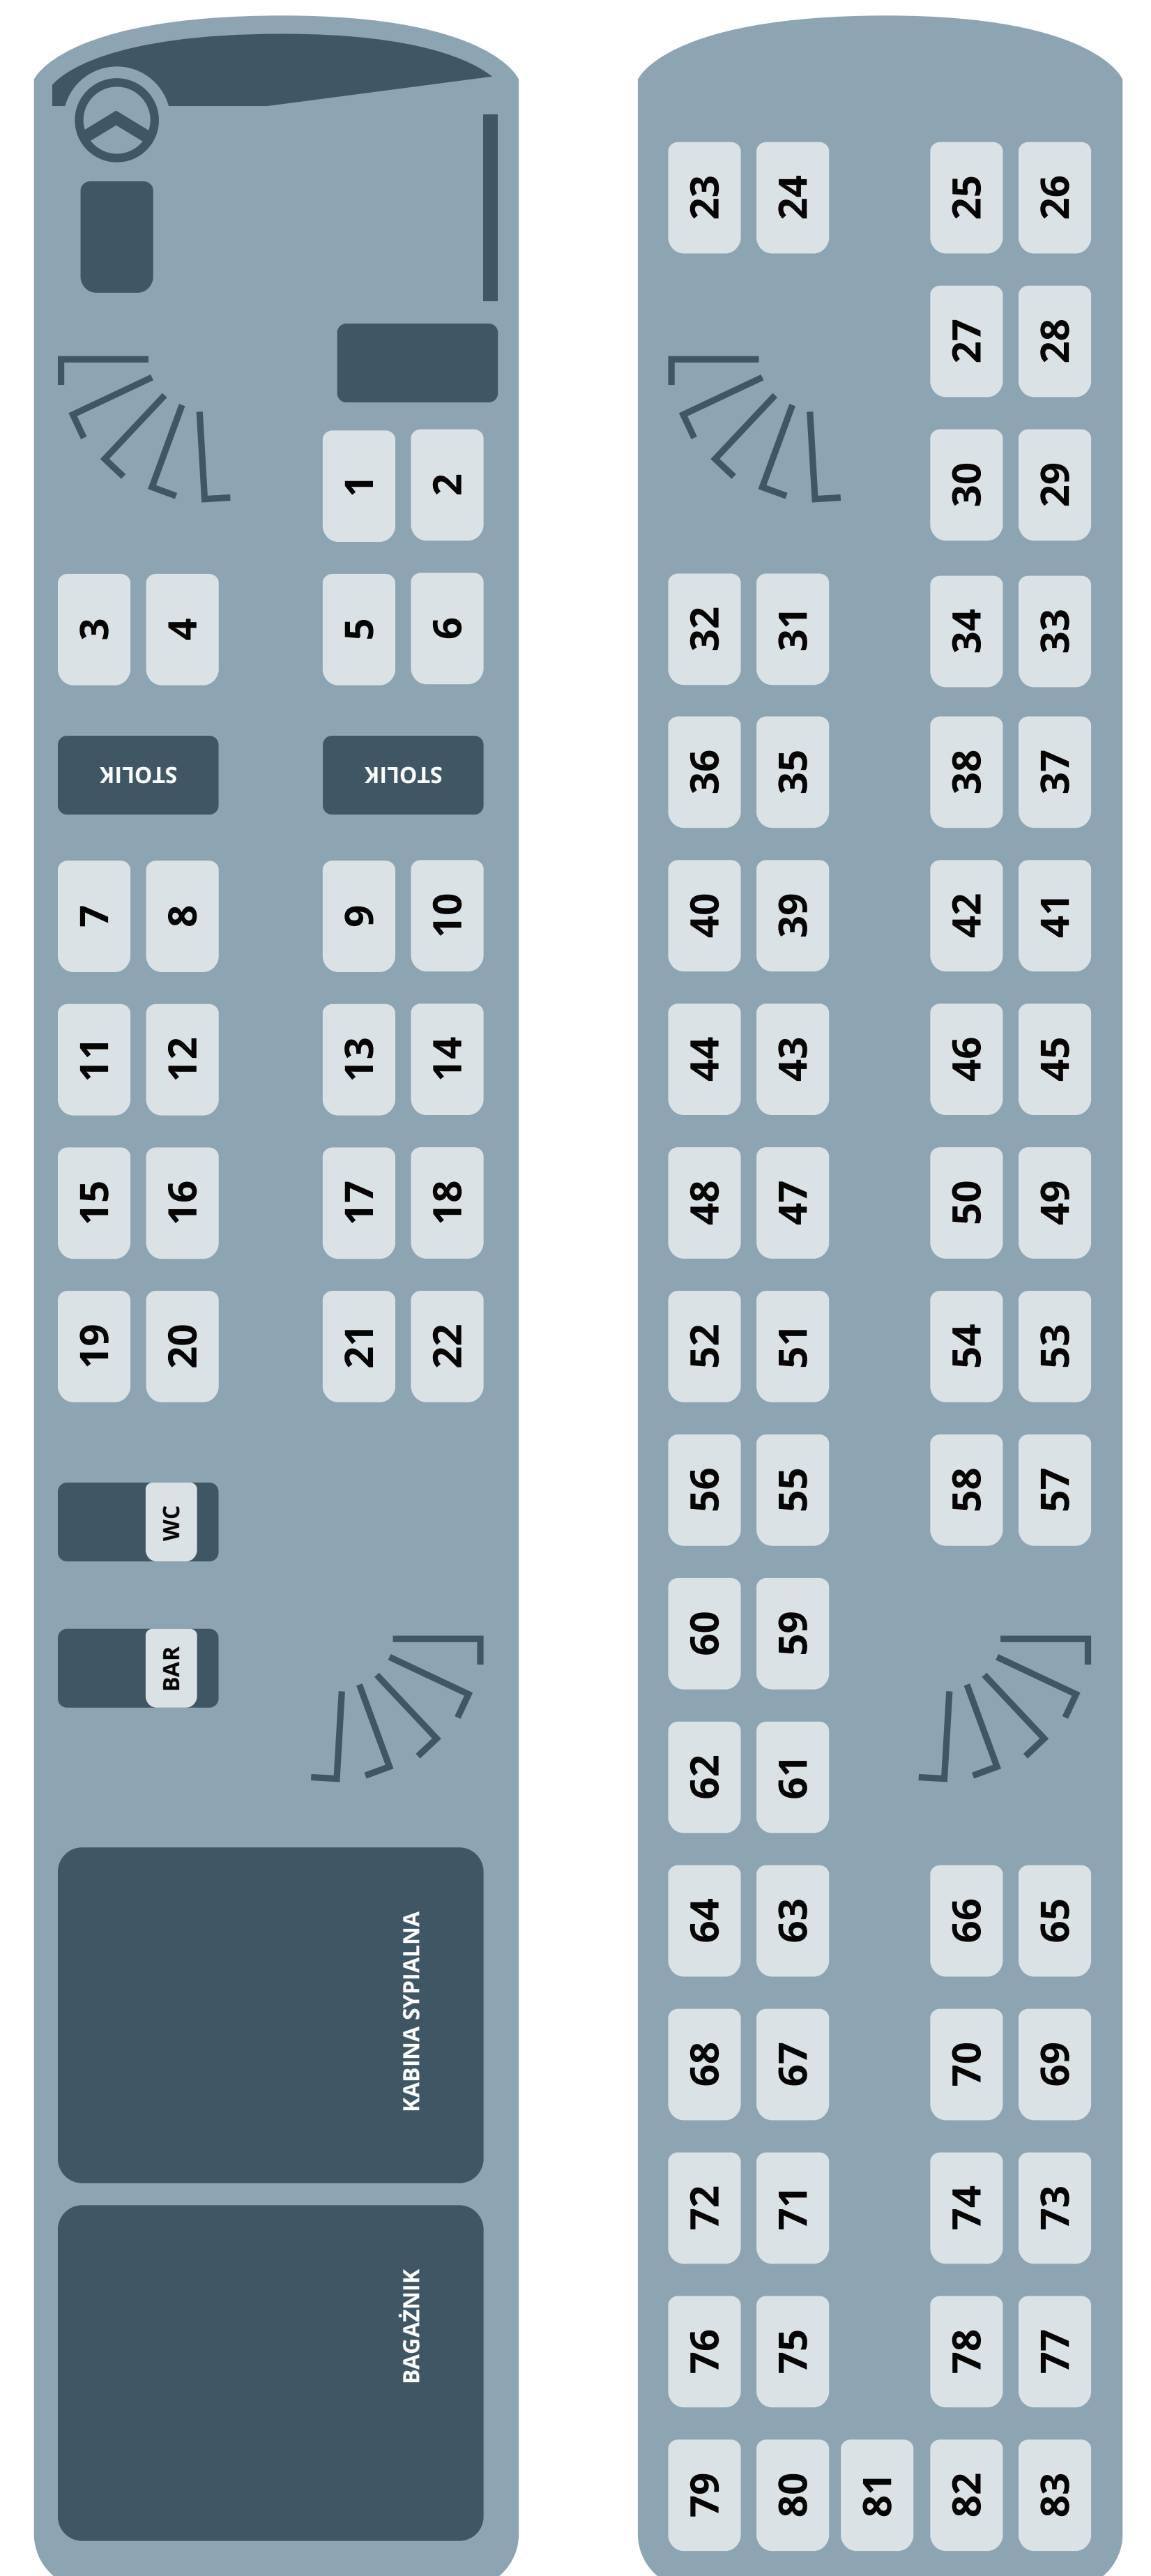 1 2
3 4 5 6
STOLIK STOLIK
7 8 9 10
11 12 13 14
15 16 17 18
19 20 21 22
WC
BAR
KABINA SYPIALNA
BAGAŻNIK
23 24 25 26
27 28
30 29
32 31 34 33
36 35 38 37
40 39 42 41
44 43 46 45
48 47 50 49
52 51 54 53
56 55 58 57
60 59
62 61
64 63 66 65
68 67 70 69
72 71 74 73
76 75 78 77
79 80 81 82 83